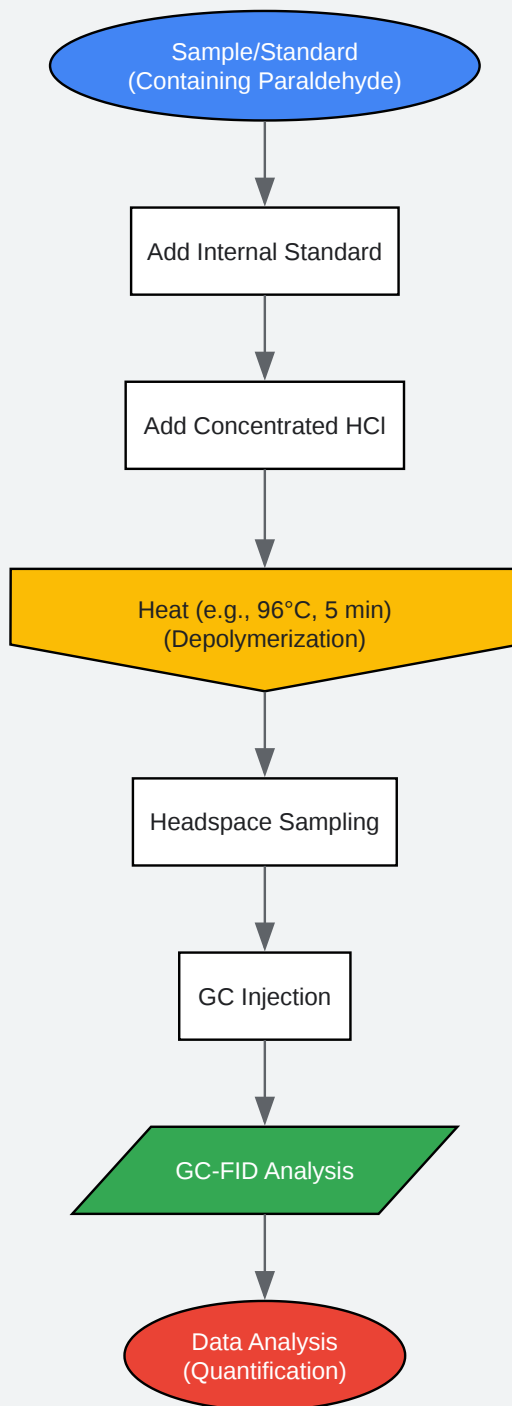 Sample/Standard
(Containing Paraldehyde)
Add Internal Standard
Add Concentrated HCl
Heat (e.g., 96°C, 5 min)
(Depolymerization)
Headspace Sampling
GC Injection
GC-FID Analysis
Data Analysis
(Quantification)